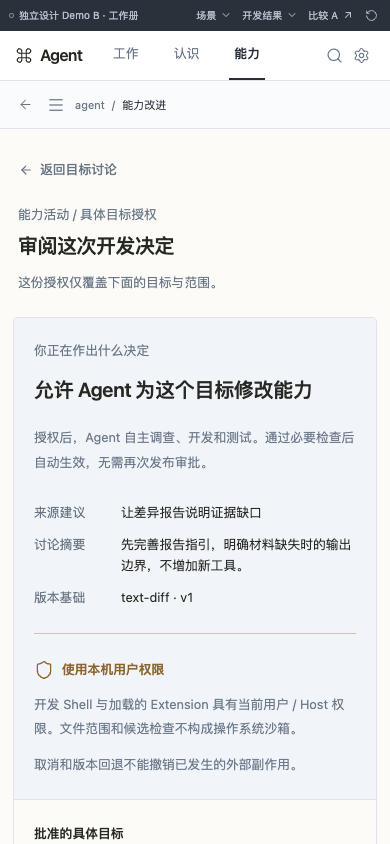 独立设计 Demo B · 工作册 场景 开发结果 比较 A ↗
Agent 工作 认识 能力
agent / 能力改进
← 返回目标讨论
能力活动 / 具体目标授权
审阅这次开发决定
这份授权仅覆盖下面的目标与范围。
你正在作出什么决定
允许 Agent 为这个目标修改能力
授权后，Agent 自主调查、开发和测试。通过必要检查后
自动生效，无需再次发布审批。
来源建议 让差异报告说明证据缺口
讨论摘要 先完善报告指引，明确材料缺失时的输出
边界，不增加新工具。
版本基础 text-diff · v1
使用本机用户权限
开发 Shell 与加载的 Extension 具有当前用户 / Host 权
限。文件范围和候选检查不构成操作系统沙箱。
取消和版本回退不能撤销已发生的外部副作用。
批准的具体目标